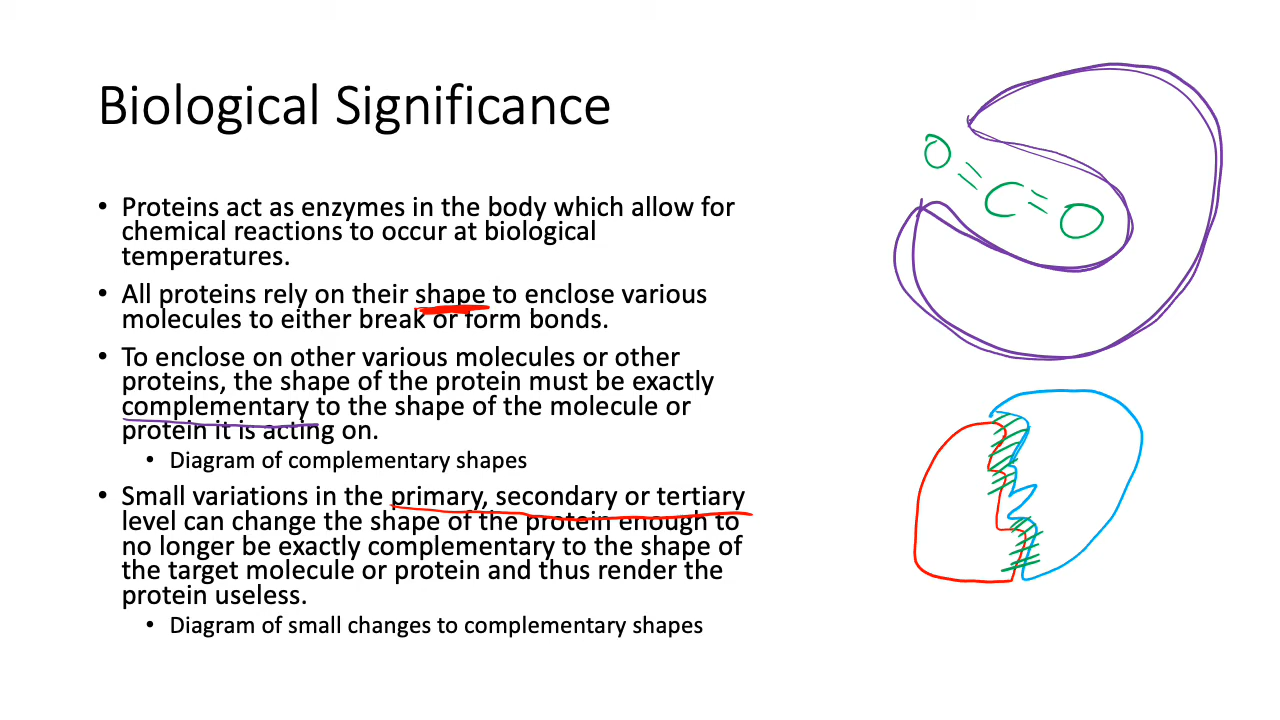 Biological Significance
• Proteins act as enzymes in the body which allow for
chemical reactions to occur at biological
temperatures.
• All proteins rely on their shape to enclose various
molecules to either break or form bonds.
• To enclose on other various molecules or other
proteins, the shape of the protein must be exactly
complementary to the shape of the molecule or
protein it is acting on.
• Diagram of complementary shapes
• Small variations in the primary, secondary or tertiary
level can change the shape of the protein enough to
no longer be exactly complementary to the shape of
the target molecule or protein and thus render the
protein useless.
• Diagram of small changes to complementary shapes
O=C=O